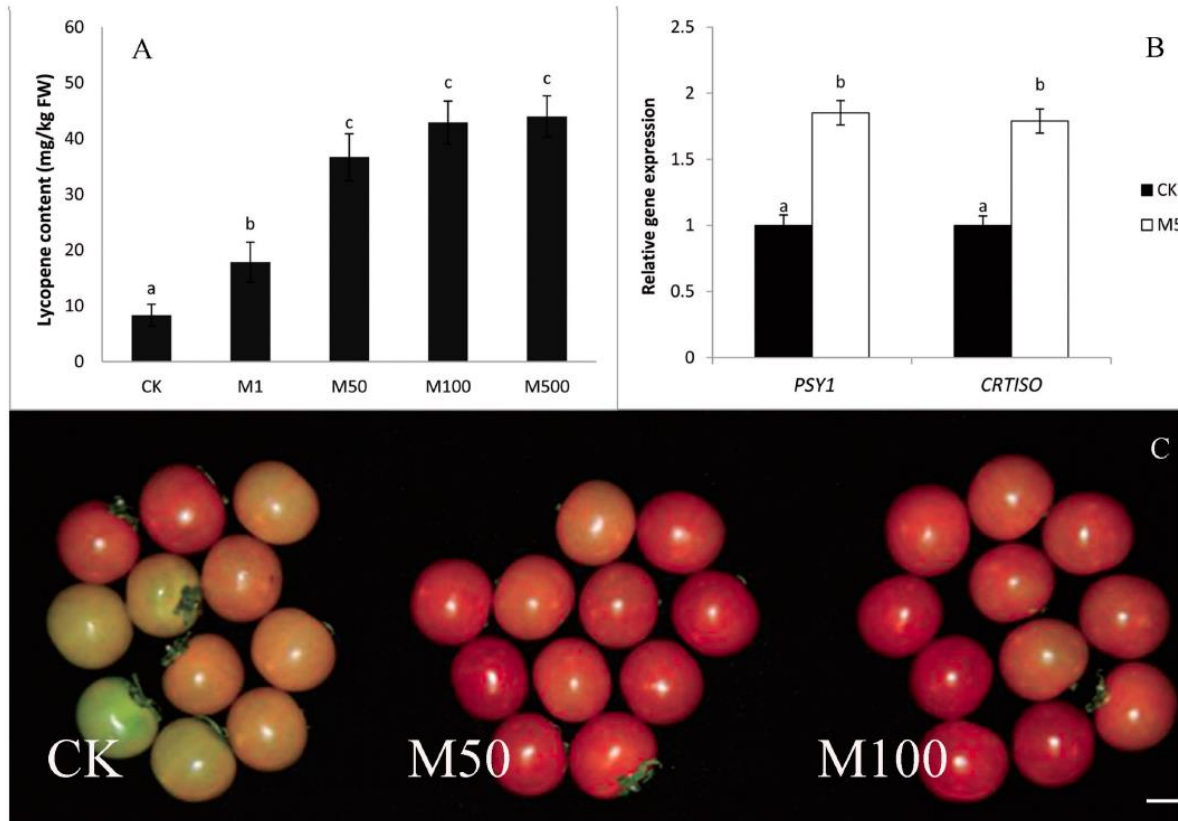 A
Lycopene content (mg/kg FW)
60
50
40
30
20
10
0
a
b
c
c
c
CK
M1
M50
M100
M500
B
Relative gene expression
2.5
2
1.5
1
0.5
0
a
b
a
b
PSY1
CRTISO
CK
M5
C
CK
M50
M100